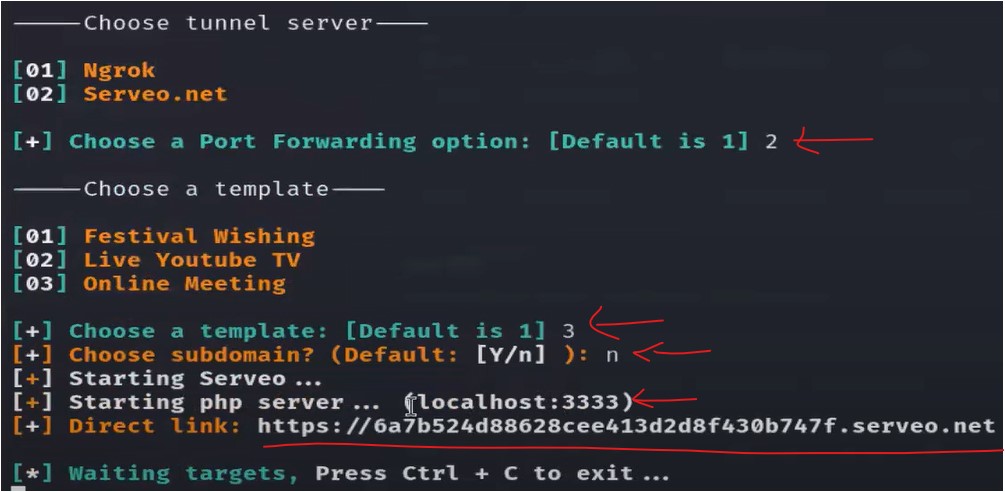 ———Choose tunnel server———
[01] Ngrok
[02] Serveo.net
[+] Choose a Port Forwarding option: [Default is 1] 2
———Choose a template———
[01] Festival Wishing
[02] Live Youtube TV
[03] Online Meeting
[+] Choose a template: [Default is 1] 3
[+] Choose subdomain? (Default: [Y/n] ): n
[+] Starting Serveo...
[+] Starting php server... (localhost:3333)
[+] Direct link: https://6a7b524d88628cee413d2d8f430b747f.serveo.net
[*] Waiting targets, Press Ctrl + C to exit...